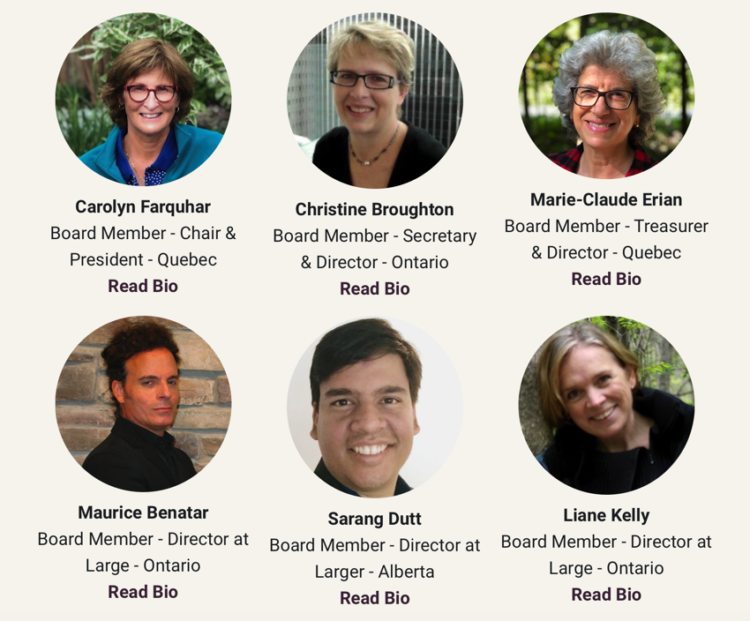 Carolyn Farquhar
Board Member - Chair &
President - Quebec
Read Bio
Christine Broughton
Board Member - Secretary
& Director - Ontario
Read Bio
Marie-Claude Erian
Board Member - Treasurer
& Director - Quebec
Read Bio
Maurice Benatar
Board Member - Director at
Large - Ontario
Read Bio
Sarang Dutt
Board Member - Director at
Larger - Alberta
Read Bio
Liane Kelly
Board Member - Director at
Large - Ontario
Read Bio